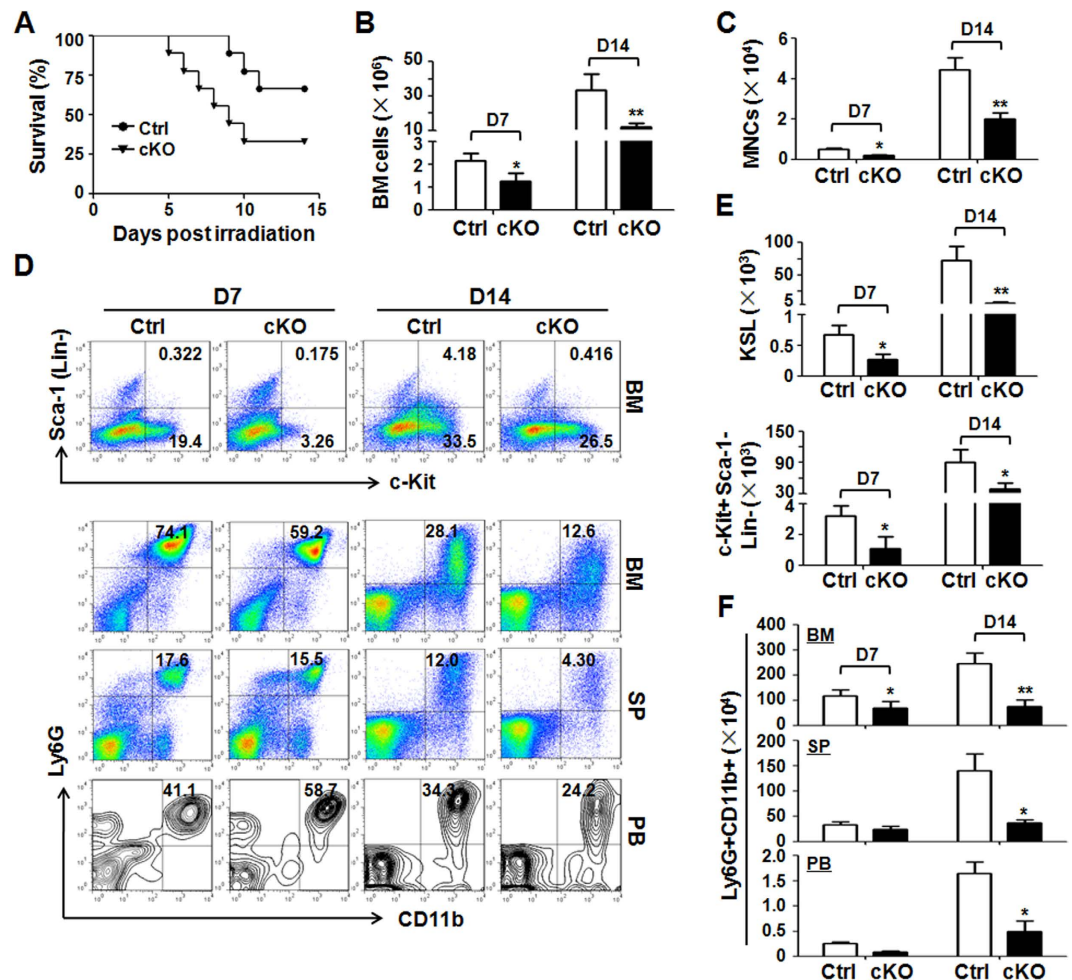 A
Survival (%)
100
75
50
25
0
Ctrl
cKO
0 5 10 15
Days post irradiation
B
BM cells (× 10⁶)
50
30
10
3
2
1
0
D7
D14
*
**
Ctrl cKO Ctrl cKO
C
MNCs (× 10⁴)
6
4
2
0
D7
D14
*
**
Ctrl cKO Ctrl cKO
D
D7 D14
Ctrl cKO Ctrl cKO
Sca-1 (Lin-)
0.322 0.175 4.18 0.416
19.4 3.26 33.5 26.5
BM
c-Kit
74.1 59.2 28.1 12.6
BM
17.6 15.5 12.0 4.30
SP
41.1 58.7 34.3 24.2
PB
Ly6G
CD11b
E
KSL (× 10³)
100
75
50
25
5
1
0.5
0
D7
D14
*
**
Ctrl cKO Ctrl cKO
c-Kit+Sca-1-
Lin- (× 10³)
150
90
30
4
2
0
D7
D14
*
*
Ctrl cKO Ctrl cKO
F
Ly6G+CD11b+ (× 10⁴)
BM
400
300
200
100
0
D7
D14
*
**
SP
200
150
100
50
0
*
PB
2.0
1.5
1.0
0.5
0
*
Ctrl cKO Ctrl cKO